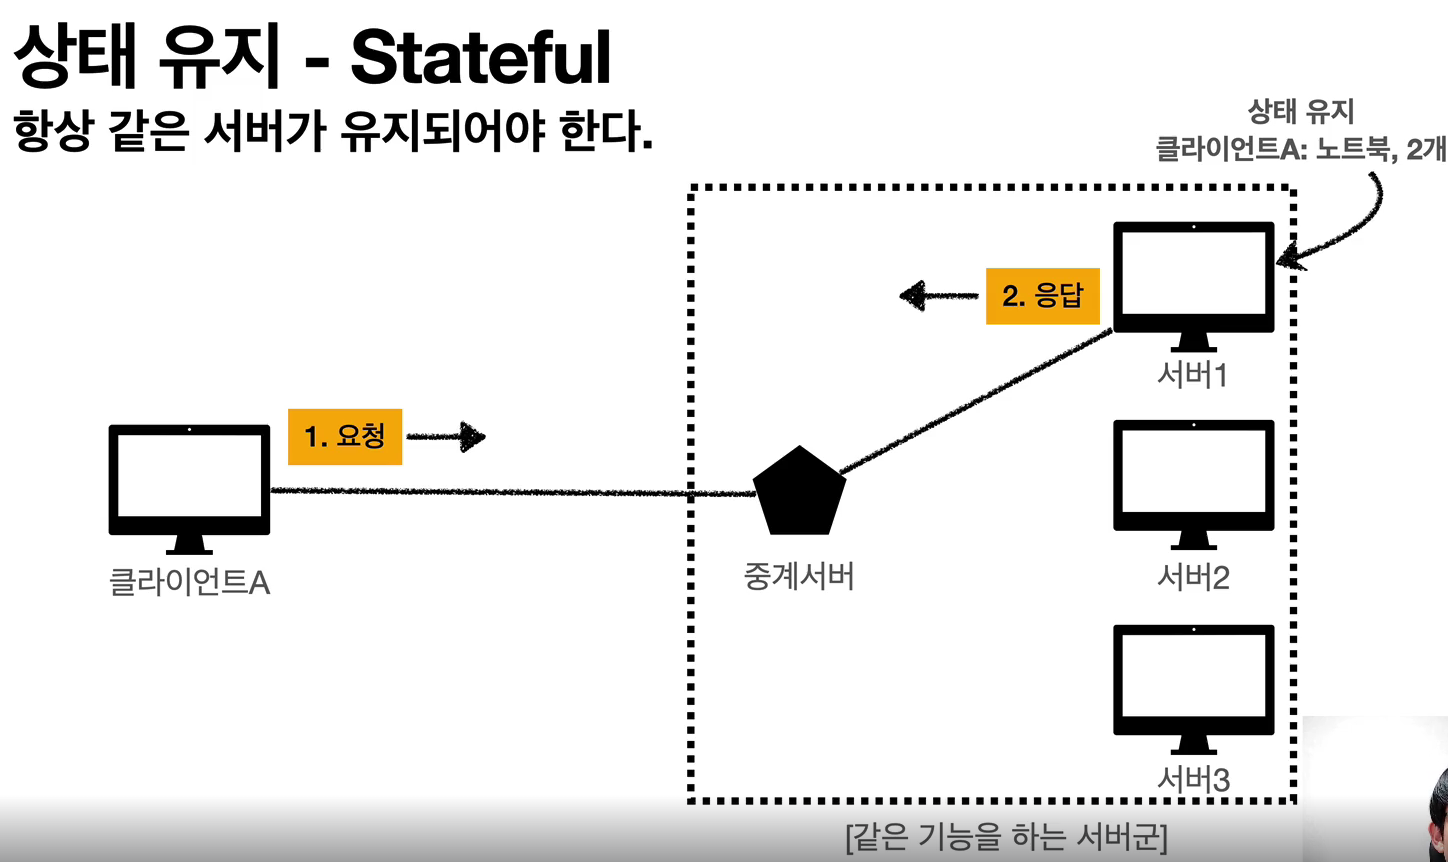 상태 유지 - Stateful
항상 같은 서버가 유지되어야 한다.
상태 유지
클라이언트A: 노트북, 2개
2. 응답
서버1
1. 요청
클라이언트A
중계서버
서버2
서버3
[같은 기능을 하는 서버군]